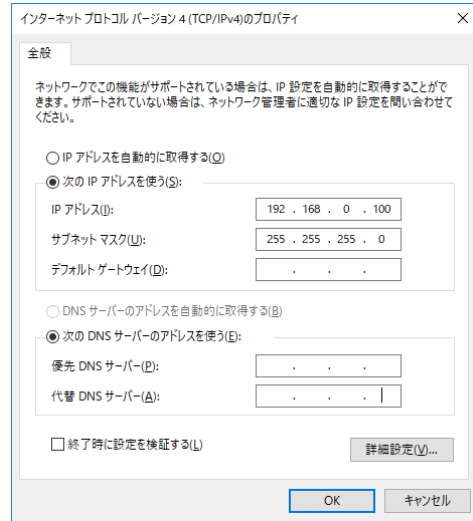 インターネット プロトコル バージョン 4 (TCP/IPv4)のプロパティ
全般
ネットワークでこの機能がサポートされている場合は、IP 設定を自動的に取得することがで
きます。サポートされていない場合は、ネットワーク管理者に適切な IP 設定を問い合わせて
ください。
IP アドレスを自動的に取得する(O)
次の IP アドレスを使う(S):
IP アドレス(I): 192 . 168 . 0 . 100
サブネット マスク(U): 255 . 255 . 255 . 0
デフォルト ゲートウェイ(D): . . .
DNS サーバーのアドレスを自動的に取得する(B)
次の DNS サーバーのアドレスを使う(E):
優先 DNS サーバー(P): . . .
代替 DNS サーバー(A): . . .
終了時に設定を検証する(L)
詳細設定(V)...
OK キャンセル